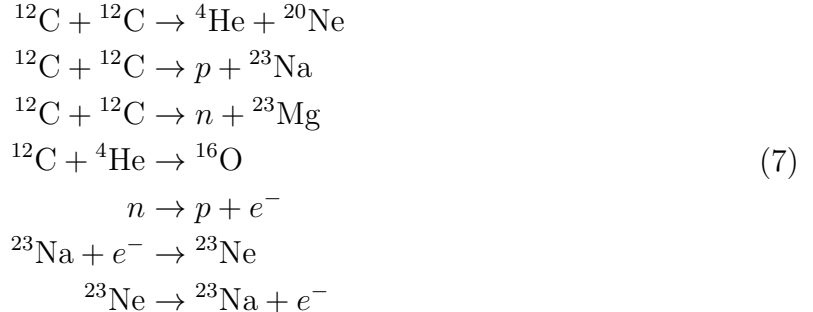 ¹²C + ¹²C → ⁴He + ²⁰Ne
¹²C + ¹²C → p + ²³Na
¹²C + ¹²C → n + ²³Mg
¹²C + ⁴He → ¹⁶O (7)
n → p + e⁻
²³Na + e⁻ → ²³Ne
²³Ne → ²³Na + e⁻